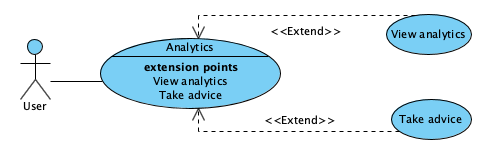 Analytics
<<Extend>>
View analytics
extension points
View analytics
Take advice
User
<<Extend>>
Take advice